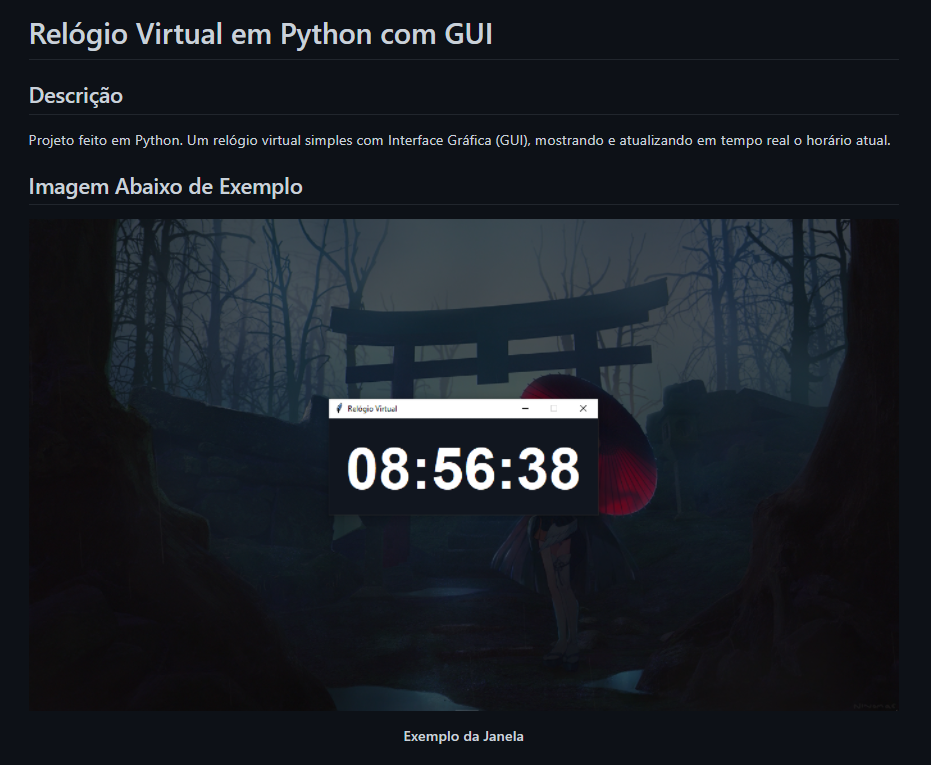 Relógio Virtual em Python com GUI
Descrição
Projeto feito em Python. Um relógio virtual simples com Interface Gráfica (GUI), mostrando e atualizando em tempo real o horário atual.
Imagem Abaixo de Exemplo
Relógio Virtual
08:56:38
Exemplo da Janela